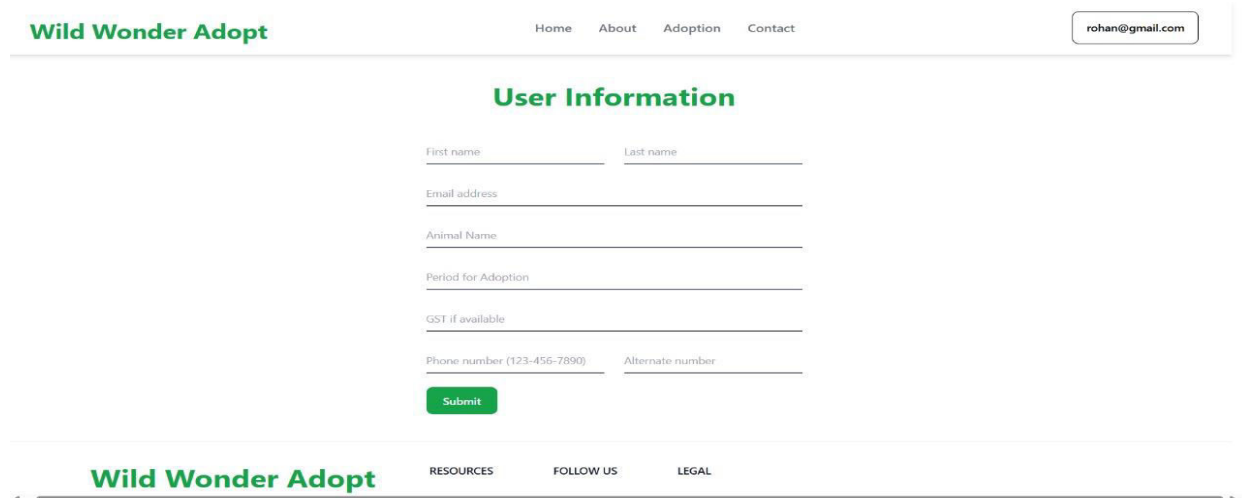 Wild Wonder Adopt Home About Adoption Contact rohan@gmail.com
User Information
First name Last name
Email address
Animal Name
Period for Adoption
GST if available
Phone number (123-456-7890) Alternate number
Submit
Wild Wonder Adopt RESOURCES FOLLOW US LEGAL